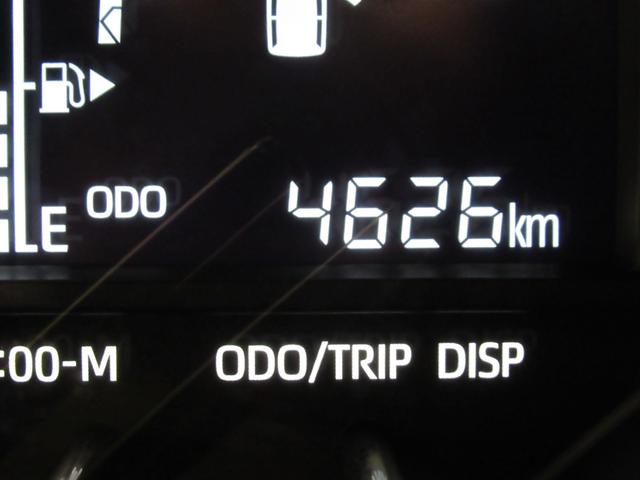 ODO 4626km
E
:00-M ODO/TRIP DISP